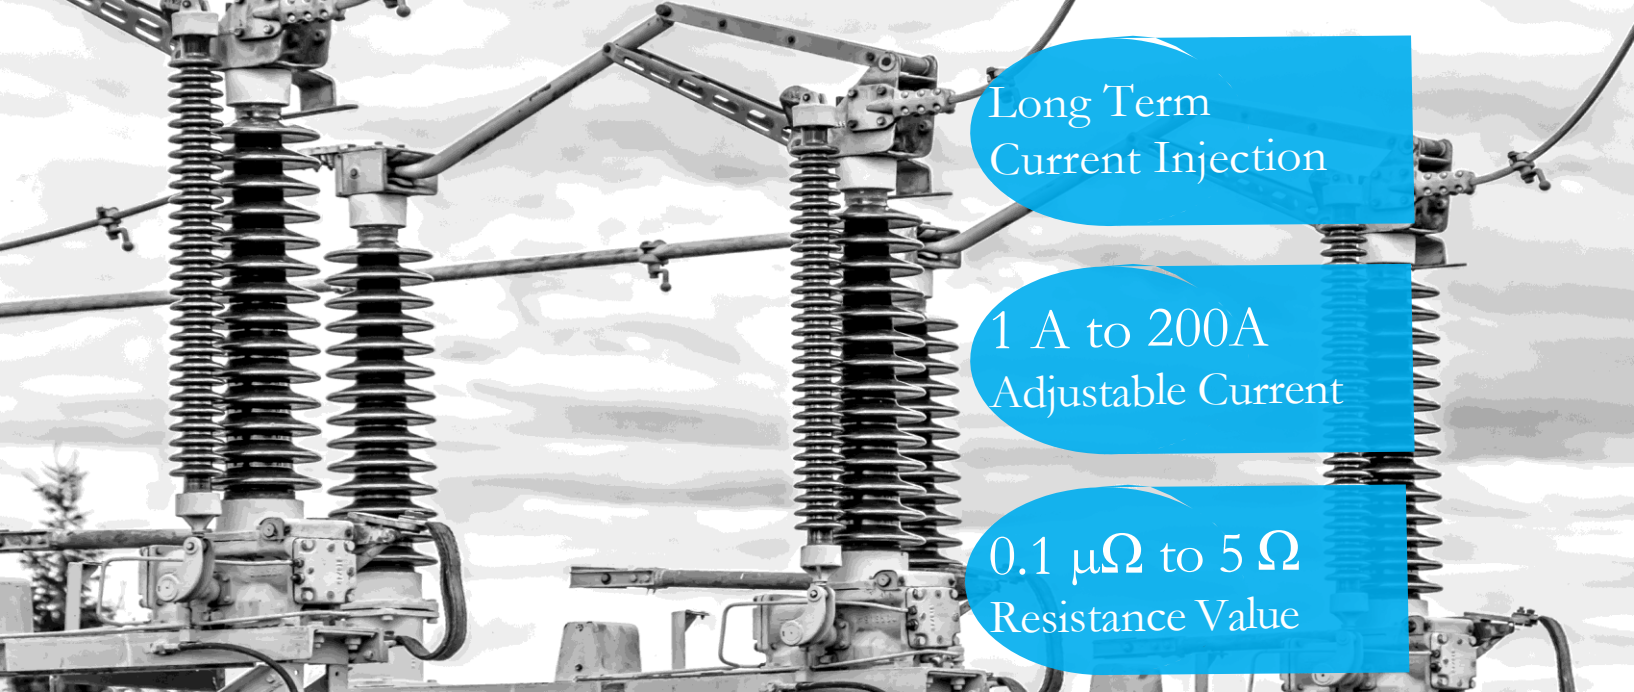 Long Term
Current Injection
1 A to 200A
Adjustable Current
0.1 μΩ to 5 Ω
Resistance Value